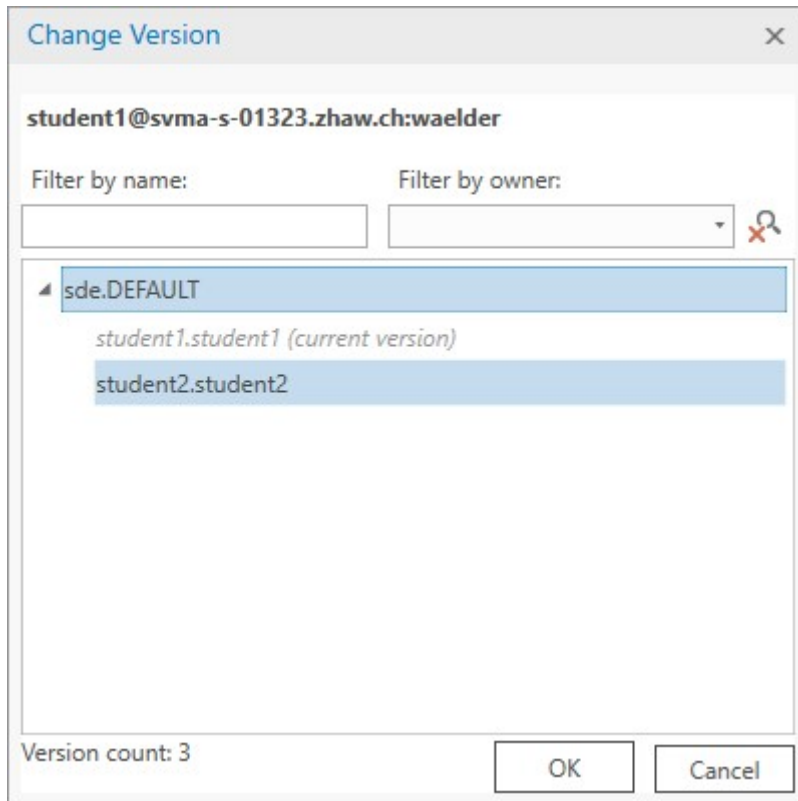 Change Version
student1@svma-s-01323.zhaw.ch:waelder
Filter by name: Filter by owner:
sde.DEFAULT
student1.student1 (current version)
student2.student2
Version count: 3
OK Cancel